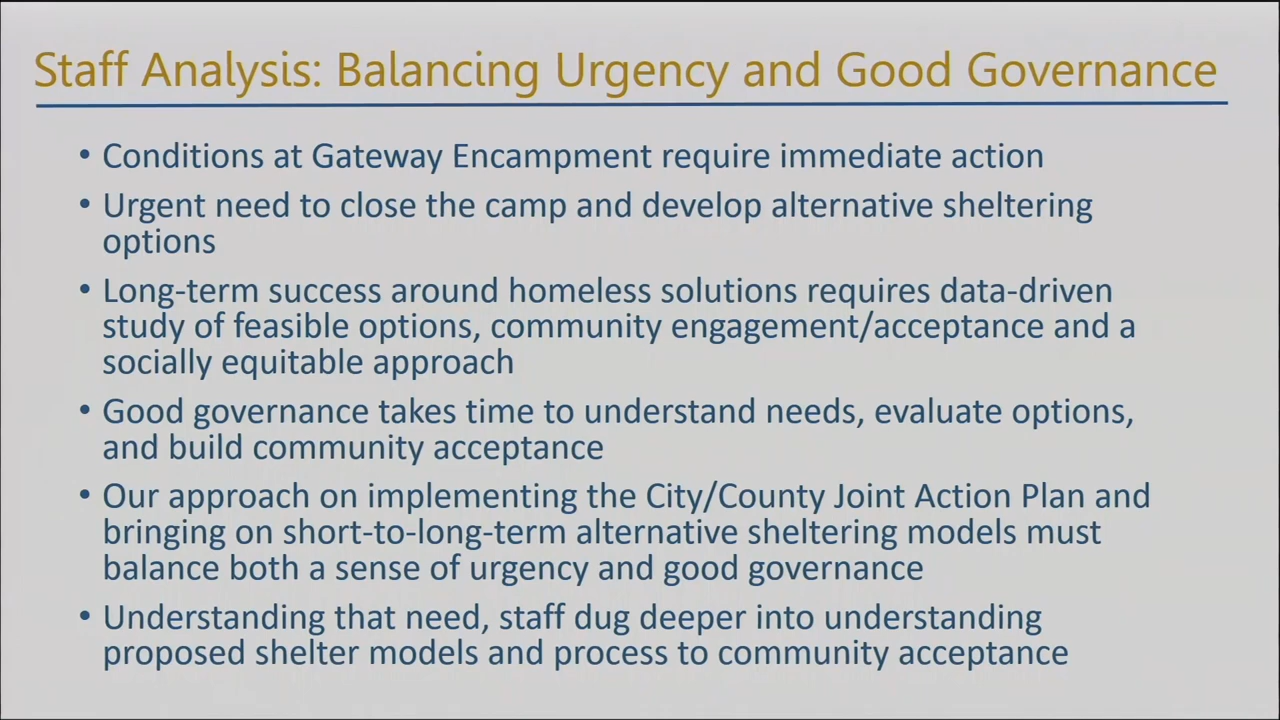 Staff Analysis: Balancing Urgency and Good Governance
• Conditions at Gateway Encampment require immediate action
• Urgent need to close the camp and develop alternative sheltering
options
• Long-term success around homeless solutions requires data-driven
study of feasible options, community engagement/acceptance and a
socially equitable approach
• Good governance takes time to understand needs, evaluate options,
and build community acceptance
• Our approach on implementing the City/County Joint Action Plan and
bringing on short-to-long-term alternative sheltering models must
balance both a sense of urgency and good governance
• Understanding that need, staff dug deeper into understanding
proposed shelter models and process to community acceptance